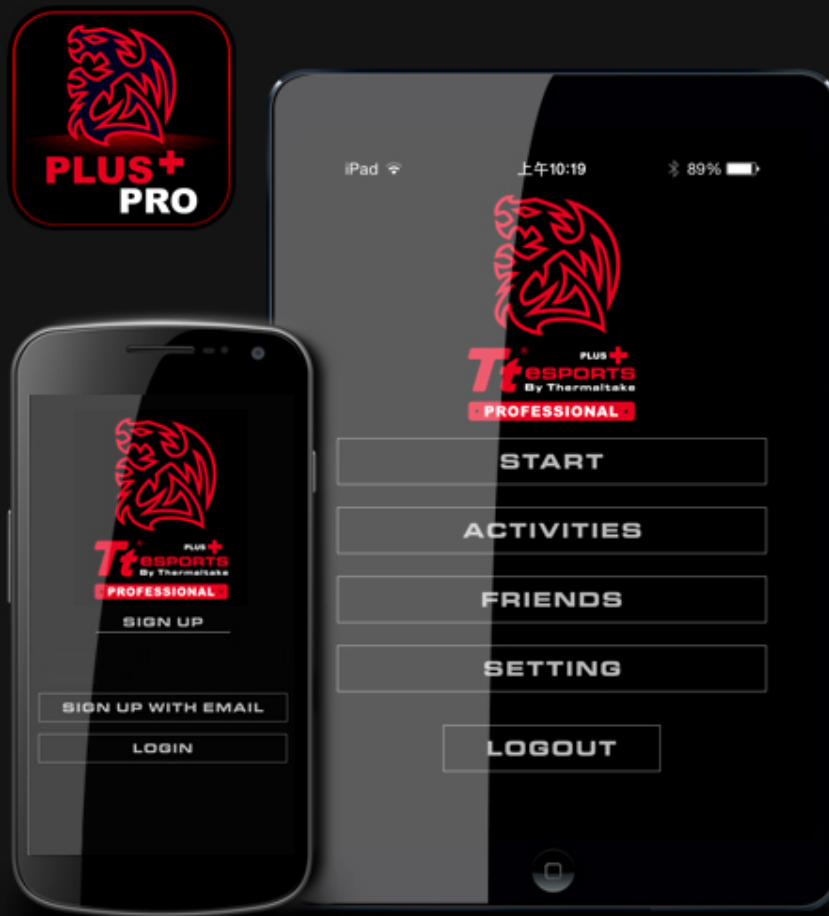 PLUS+
PRO
iPad 上午10:19 89%
PLUS+
Tt esports
By Thermaltake
· PROFESSIONAL ·
START
ACTIVITIES
FRIENDS
SETTING
LOGOUT
PLUS+
Tt esports
By Thermaltake
· PROFESSIONAL ·
SIGN UP
SIGN UP WITH EMAIL
LOGIN